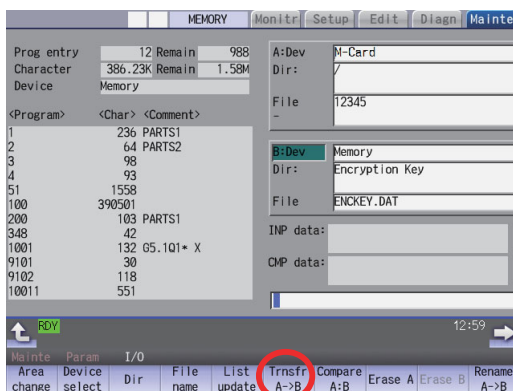 MEMORY Monitr Setup Edit Diagn Mainte
Prog entry 12 Remain 988
Character 386.23K Remain 1.58M
Device Memory
<Program> <Char> <Comment>
1 236 PARTS1
2 64 PARTS2
3 98
4 93
51 1558
100 390501
200 103 PARTS1
348 42
1001 132 G5.1Q1* X
9101 30
9102 118
10011 551
A:Dev M-Card
Dir: /
File 12345
-
B:Dev Memory
Dir: Encryption Key
File ENCKEY.DAT
INP data:
CMP data:
RDY 12:59
Mainte Param I/O
Area change
Device select
Dir
File name
List update
Trnsfr A->B
Compare A:B
Erase A
Erase B
Rename A->B